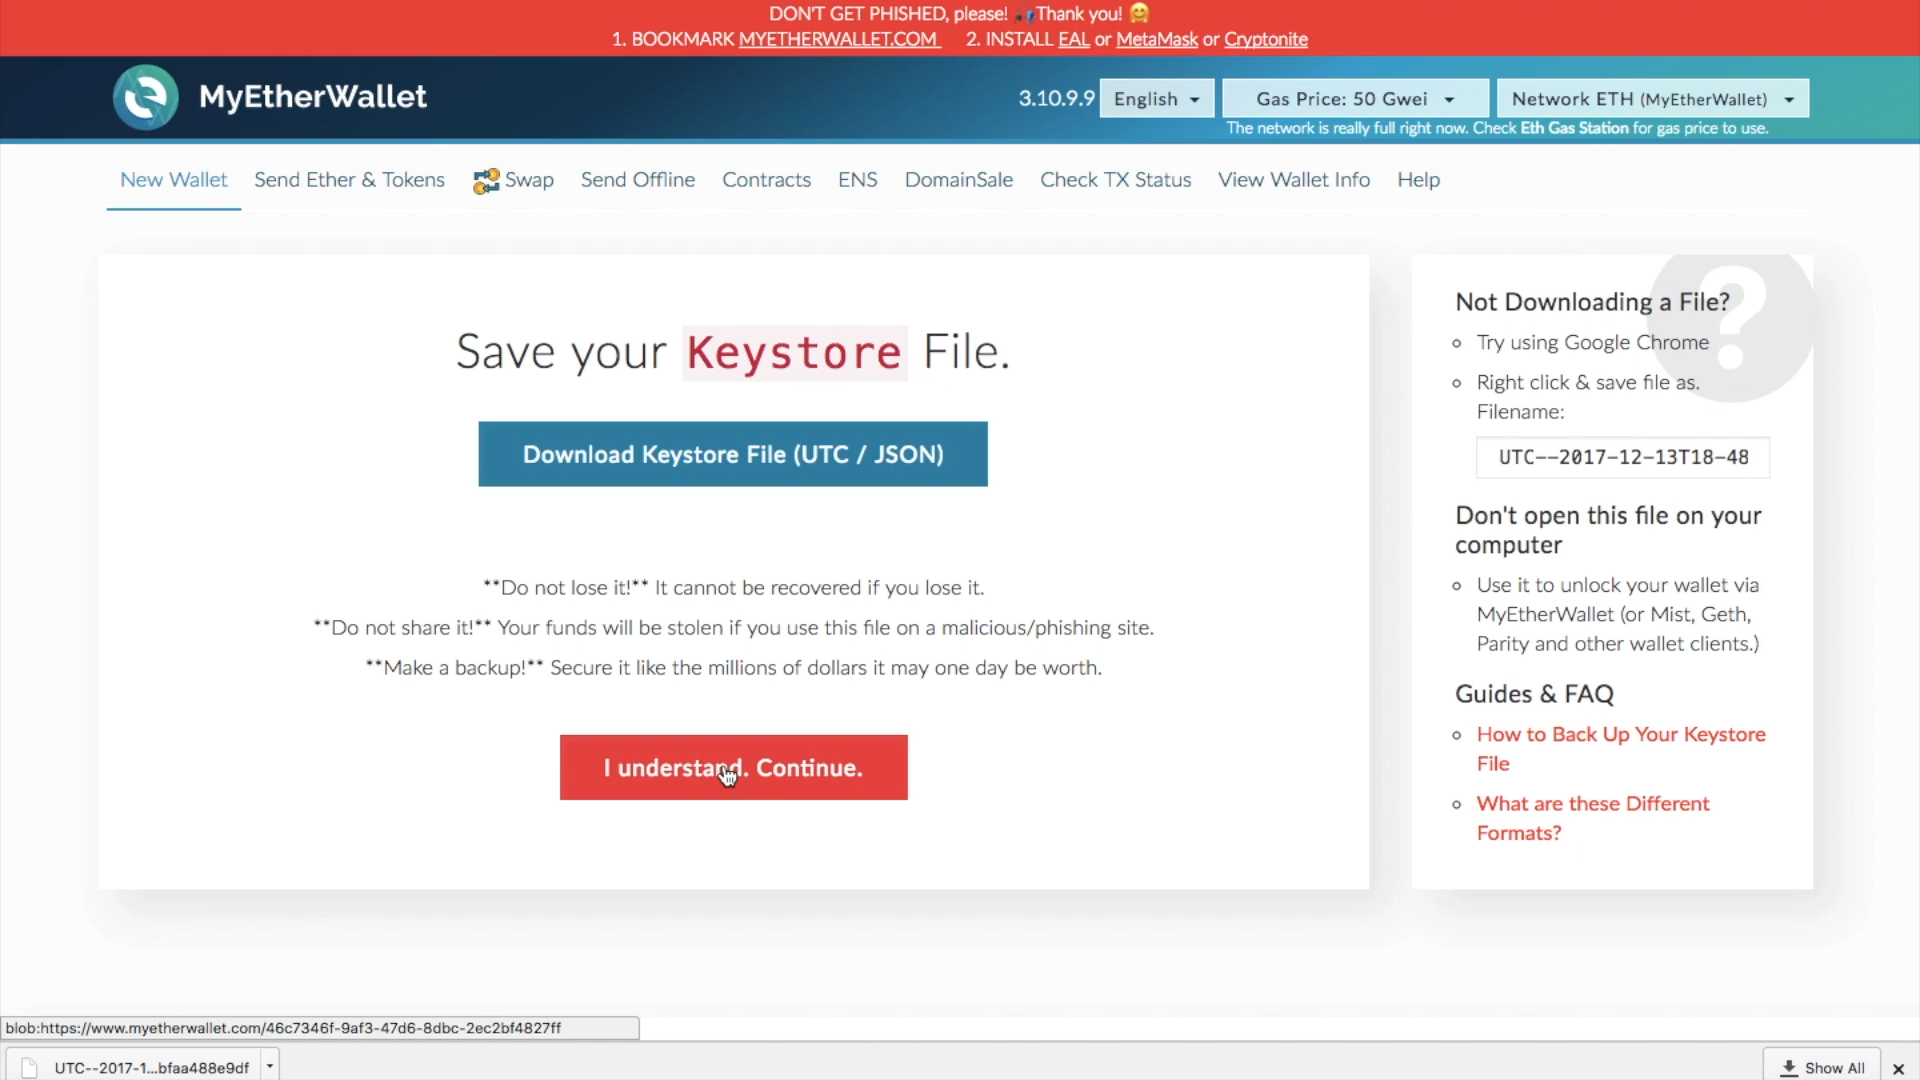 DON'T GET PHISHED, please! Thank you! 🤗
1. BOOKMARK MYETHERWALLET.COM 2. INSTALL EAL or MetaMask or Cryptonite
MyEtherWallet
3.10.9.9 English Gas Price: 50 Gwei Network ETH (MyEtherWallet)
The network is really full right now. Check Eth Gas Station for gas price to use.
New Wallet Send Ether & Tokens Swap Send Offline Contracts ENS DomainSale Check TX Status View Wallet Info Help
Save your Keystore File.
Download Keystore File (UTC / JSON)
**Do not lose it!** It cannot be recovered if you lose it.
**Do not share it!** Your funds will be stolen if you use this file on a malicious/phishing site.
**Make a backup!** Secure it like the millions of dollars it may one day be worth.
I understand. Continue.
Not Downloading a File?
Try using Google Chrome
Right click & save file as.
Filename:
UTC--2017-12-13T18-48
Don't open this file on your
computer
Use it to unlock your wallet via
MyEtherWallet (or Mist, Geth,
Parity and other wallet clients.)
Guides & FAQ
How to Back Up Your Keystore
File
What are these Different
Formats?
blob:https://www.myetherwallet.com/46c7346f-9af3-47d6-8dbc-2ec2bf4827ff
UTC--2017-1...bfaa488e9df
Show All